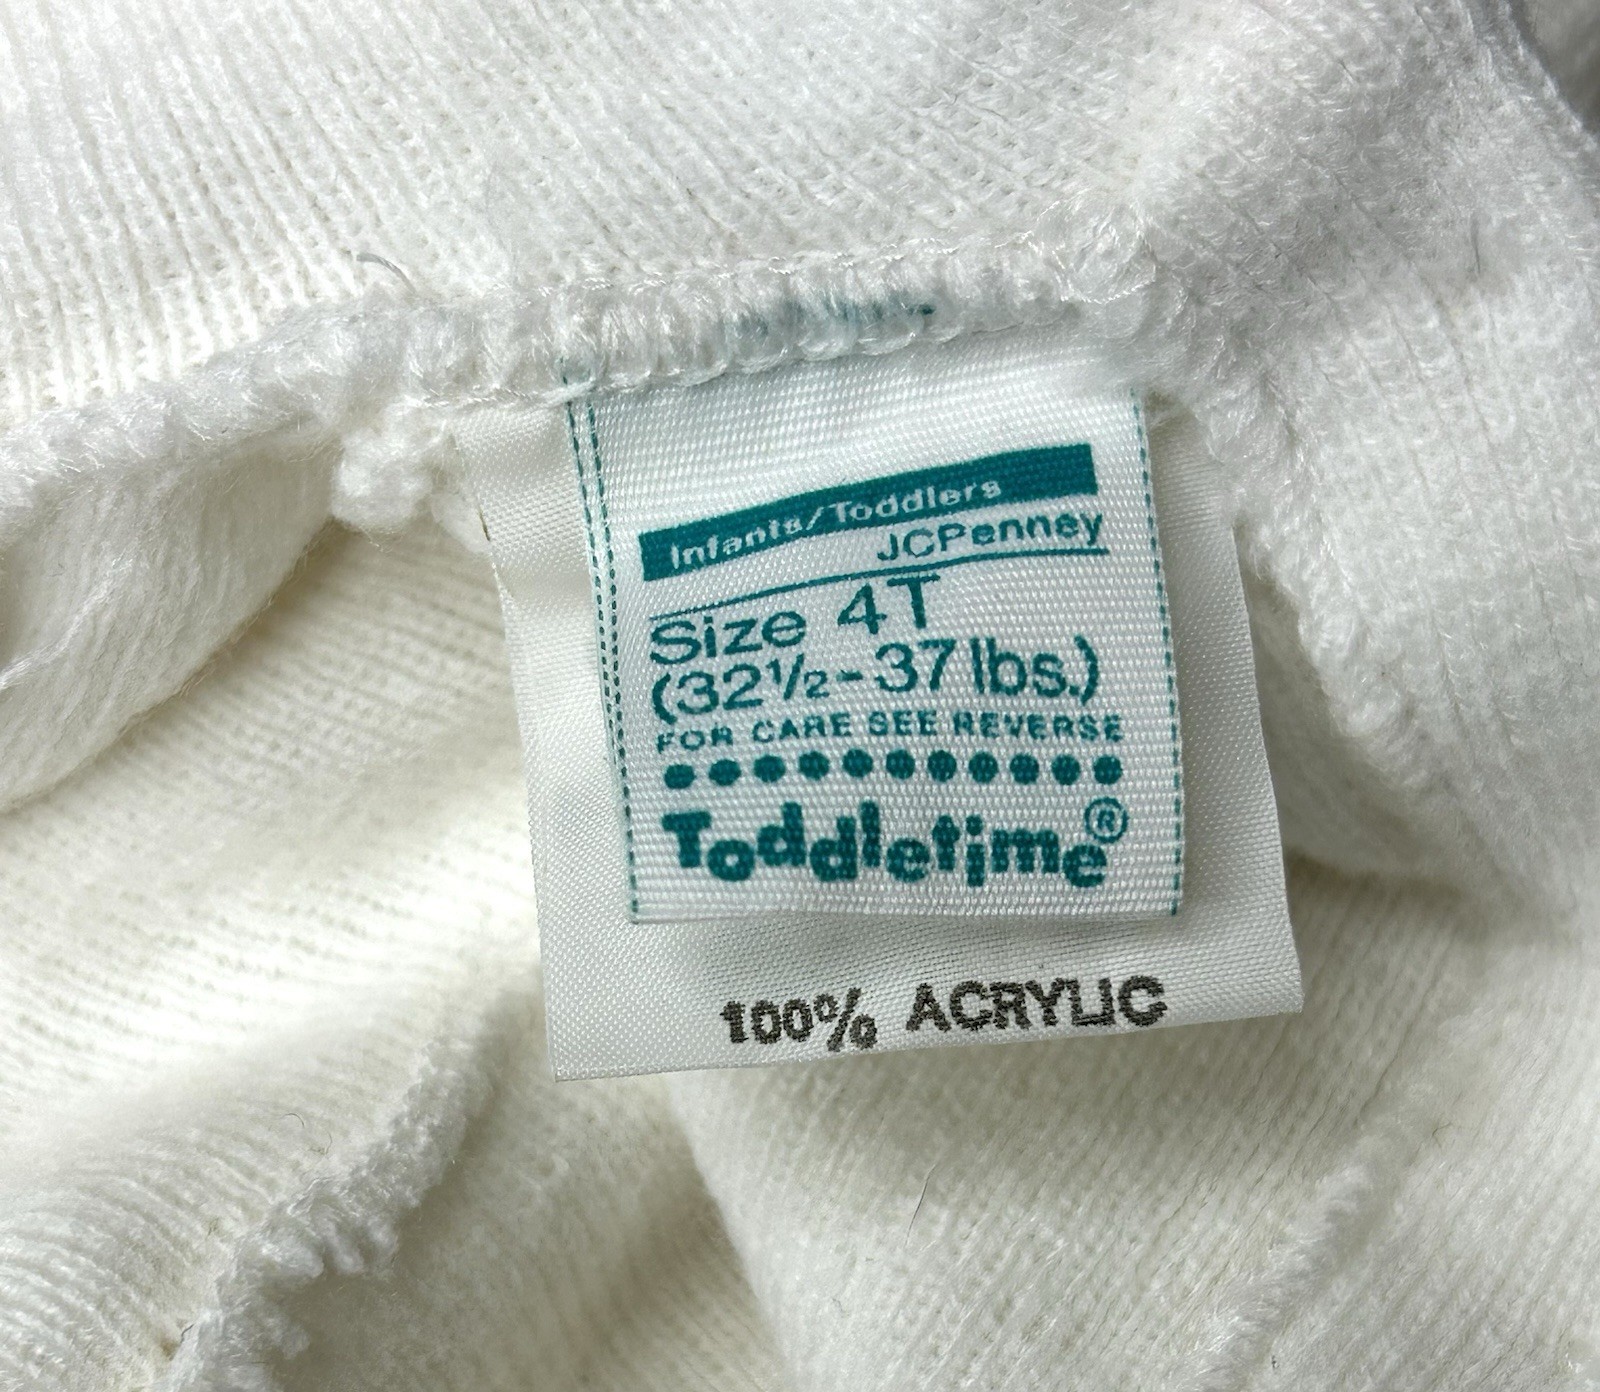 Infants/Toddlers
JCPenney
Size 4T
(32½-37 lbs.)
FOR CARE SEE REVERSE
Toddletime®
100% ACRYLIC